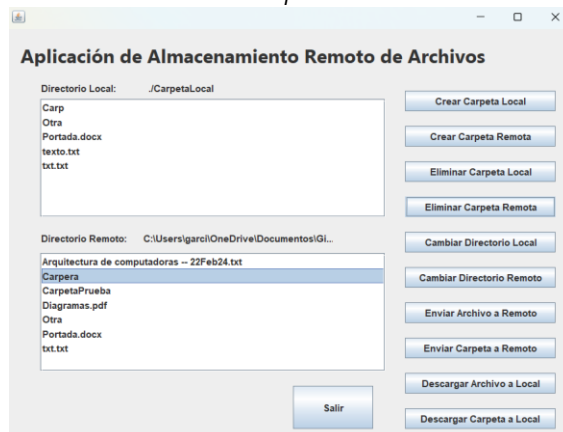 Aplicación de Almacenamiento Remoto de Archivos
Directorio Local: ./CarpetaLocal
Carp
Otra
Portada.docx
texto.txt
txt.txt
Directorio Remoto: C:\Users\garci\OneDrive\Documentos\Gi...
Arquitectura de computadoras -- 22Feb24.txt
Carpera
CarpetaPrueba
Diagramas.pdf
Otra
Portada.docx
txt.txt
Crear Carpeta Local
Crear Carpeta Remota
Eliminar Carpeta Local
Eliminar Carpeta Remota
Cambiar Directorio Local
Cambiar Directorio Remoto
Enviar Archivo a Remoto
Enviar Carpeta a Remoto
Descargar Archivo a Local
Descargar Carpeta a Local
Salir